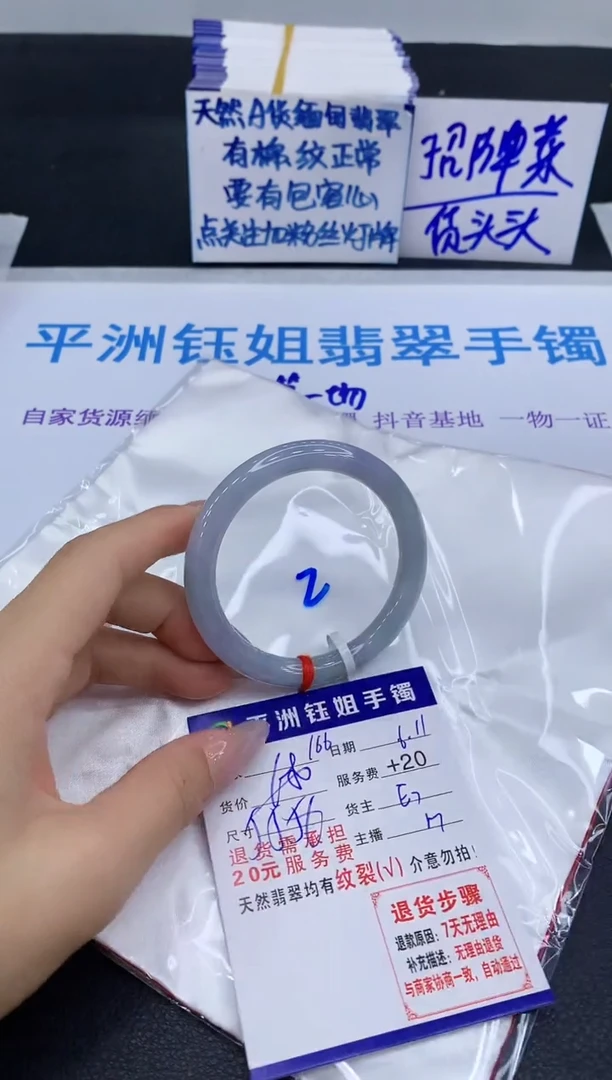 天然A货缅甸翡翠
有棉纹正常
要有包容心
点关注加粉丝灯牌
招牌菜
货头头
平洲钰姐翡翠手镯
一切
自家货源 抖音基地 一物一证
2
平洲钰姐手镯
166 日期 6.11
货价 服务费 +20
尺寸 货主
退货需承担 主播
20元服务费
天然翡翠均有纹裂(√)介意勿拍!
退货步骤
退款原因:7天无理由
补充描述:无理由退货
与商家协商一致,自动通过